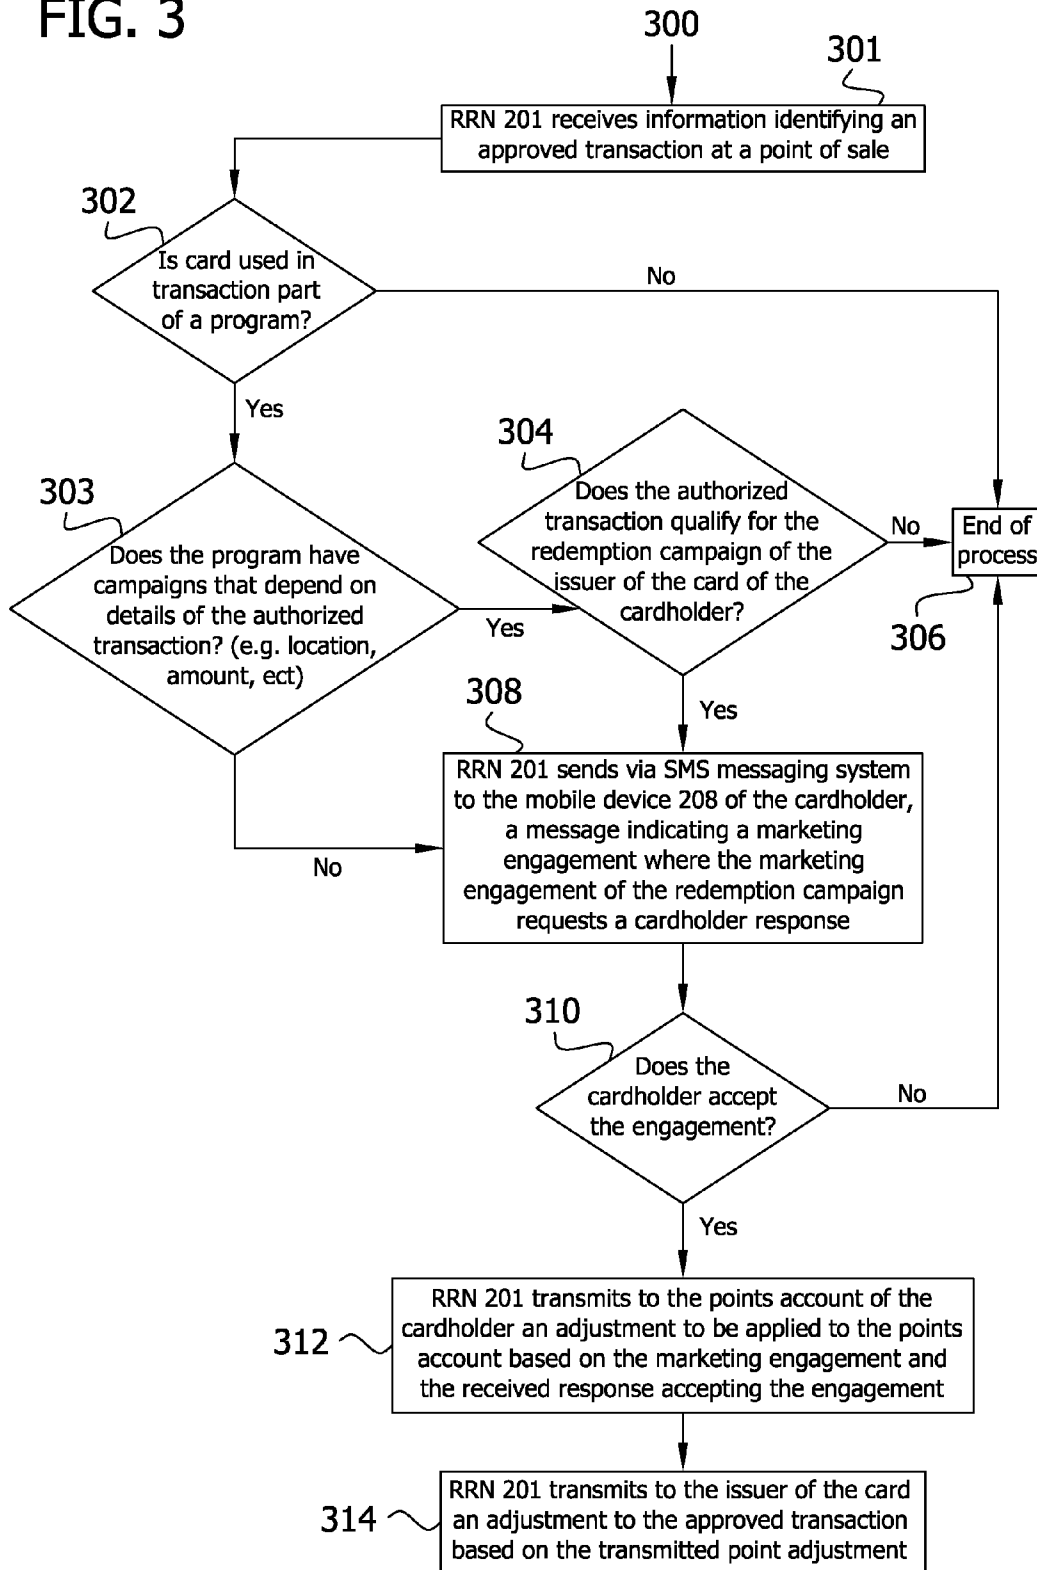 FIG. 3
300
301
RRN 201 receives information identifying an
approved transaction at a point of sale
302
Is card used in
transaction part
of a program?
No
Yes
303
Does the program have
campaigns that depend on
details of the authorized
transaction? (e.g. location,
amount, ect)
Yes
No
304
Does the authorized
transaction qualify for the
redemption campaign of the
issuer of the card of the
cardholder?
No
End of
process
306
Yes
308
RRN 201 sends via SMS messaging system
to the mobile device 208 of the cardholder,
a message indicating a marketing
engagement where the marketing
engagement of the redemption campaign
requests a cardholder response
310
Does the
cardholder accept
the engagement?
No
Yes
312
RRN 201 transmits to the points account of the
cardholder an adjustment to be applied to the points
account based on the marketing engagement and
the received response accepting the engagement
314
RRN 201 transmits to the issuer of the card
an adjustment to the approved transaction
based on the transmitted point adjustment